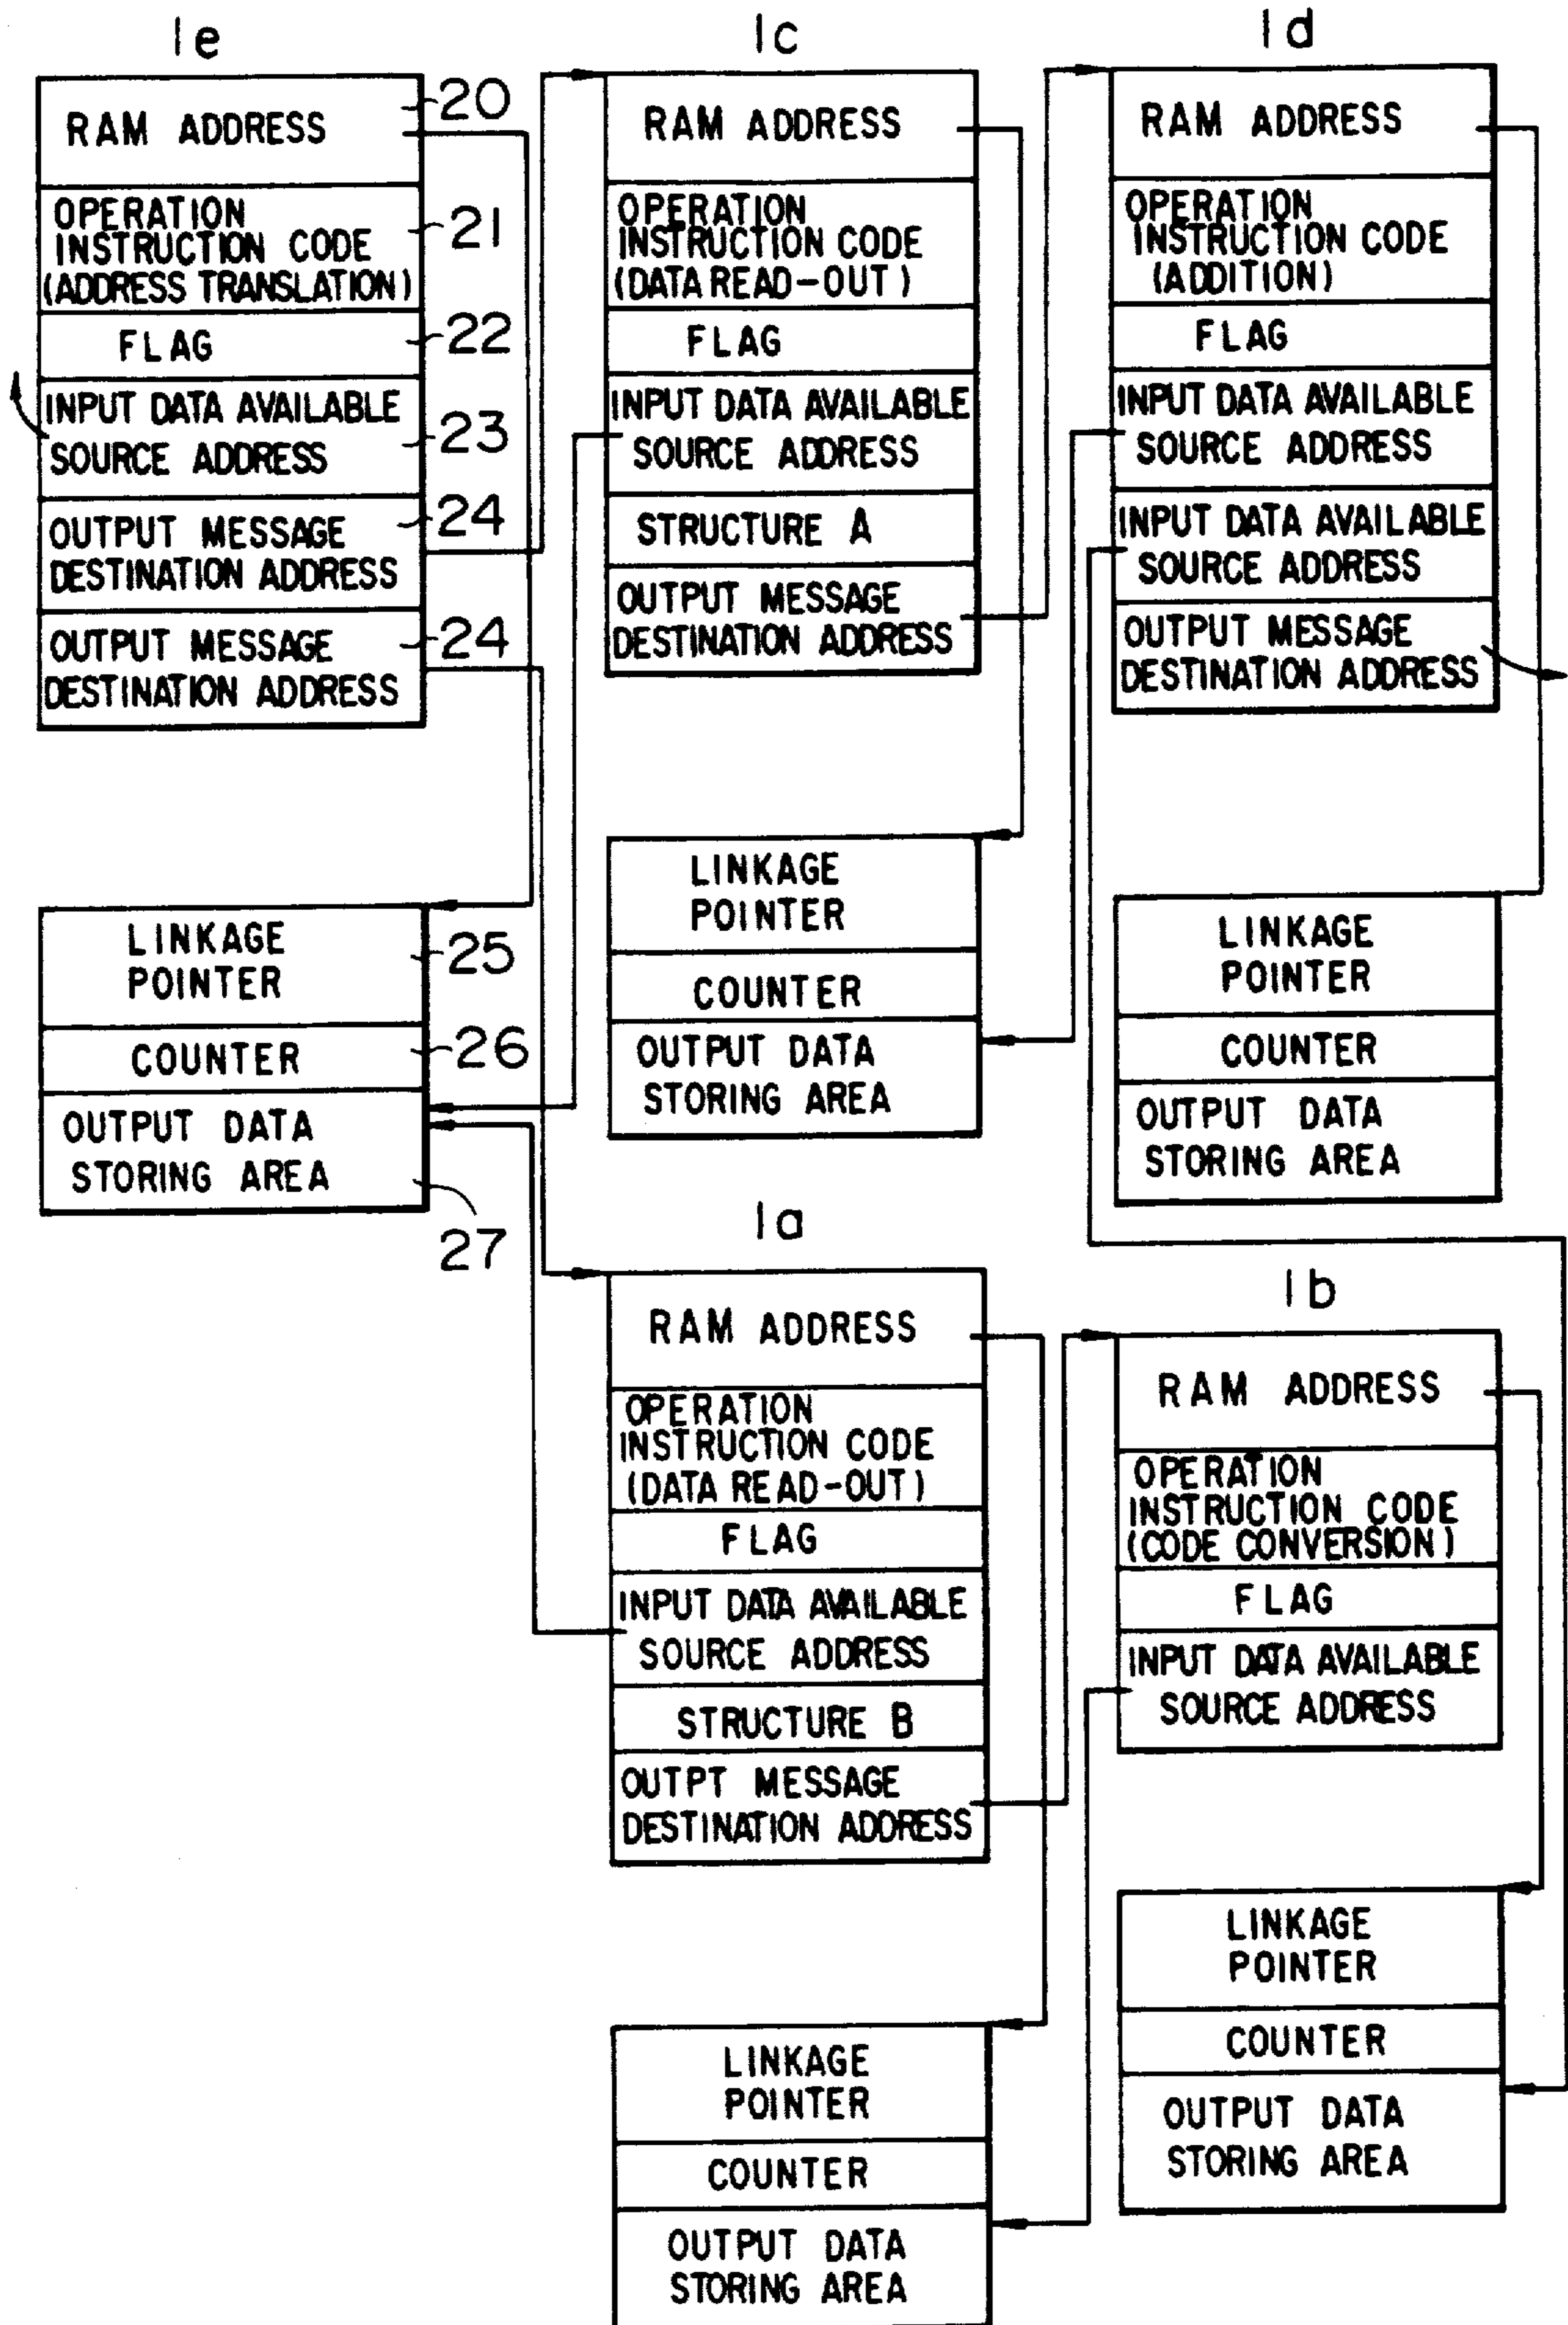 1e
RAM ADDRESS
20
OPERATION
INSTRUCTION CODE
(ADDRESS TRANSLATION)
21
FLAG
22
INPUT DATA AVAILABLE
SOURCE ADDRESS
23
OUTPUT MESSAGE
DESTINATION ADDRESS
24
OUTPUT MESSAGE
DESTINATION ADDRESS
24
LINKAGE
POINTER
25
COUNTER
26
OUTPUT DATA
STORING AREA
27
1c
RAM ADDRESS
OPERATION
INSTRUCTION CODE
(DATA READ-OUT)
FLAG
INPUT DATA AVAILABLE
SOURCE ADDRESS
STRUCTURE A
OUTPUT MESSAGE
DESTINATION ADDRESS
LINKAGE
POINTER
COUNTER
OUTPUT DATA
STORING AREA
1d
RAM ADDRESS
OPERATION
INSTRUCTION CODE
(ADDITION)
FLAG
INPUT DATA AVAILABLE
SOURCE ADDRESS
INPUT DATA AVAILABLE
SOURCE ADDRESS
OUTPUT MESSAGE
DESTINATION ADDRESS
LINKAGE
POINTER
COUNTER
OUTPUT DATA
STORING AREA
1a
RAM ADDRESS
OPERATION
INSTRUCTION CODE
(DATA READ-OUT)
FLAG
INPUT DATA AVAILABLE
SOURCE ADDRESS
STRUCTURE B
OUTPT MESSAGE
DESTINATION ADDRESS
LINKAGE
POINTER
COUNTER
OUTPUT DATA
STORING AREA
1b
RAM ADDRESS
OPERATION
INSTRUCTION CODE
(CODE CONVERSION)
FLAG
INPUT DATA AVAILABLE
SOURCE ADDRESS
LINKAGE
POINTER
COUNTER
OUTPUT DATA
STORING AREA